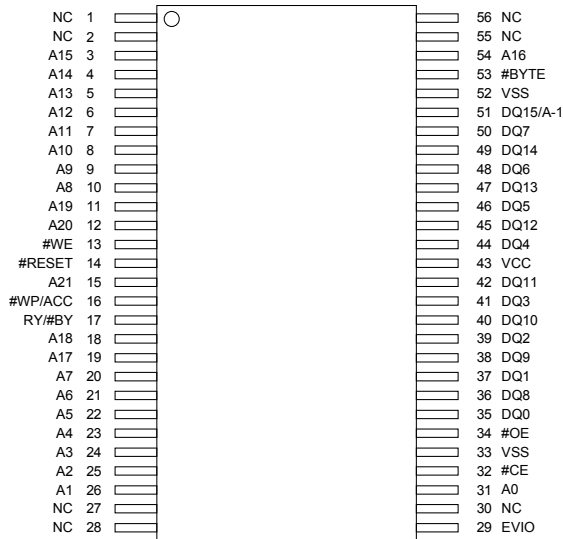 NC 1 56 NC
NC 2 55 NC
A15 3 54 A16
A14 4 53 #BYTE
A13 5 52 VSS
A12 6 51 DQ15/A-1
A11 7 50 DQ7
A10 8 49 DQ14
A9 9 48 DQ6
A8 10 47 DQ13
A19 11 46 DQ5
A20 12 45 DQ12
#WE 13 44 DQ4
#RESET 14 43 VCC
A21 15 42 DQ11
#WP/ACC 16 41 DQ3
RY/#BY 17 40 DQ10
A18 18 39 DQ2
A17 19 38 DQ9
A7 20 37 DQ1
A6 21 36 DQ8
A5 22 35 DQ0
A4 23 34 #OE
A3 24 33 VSS
A2 25 32 #CE
A1 26 31 A0
NC 27 30 NC
NC 28 29 EVIO